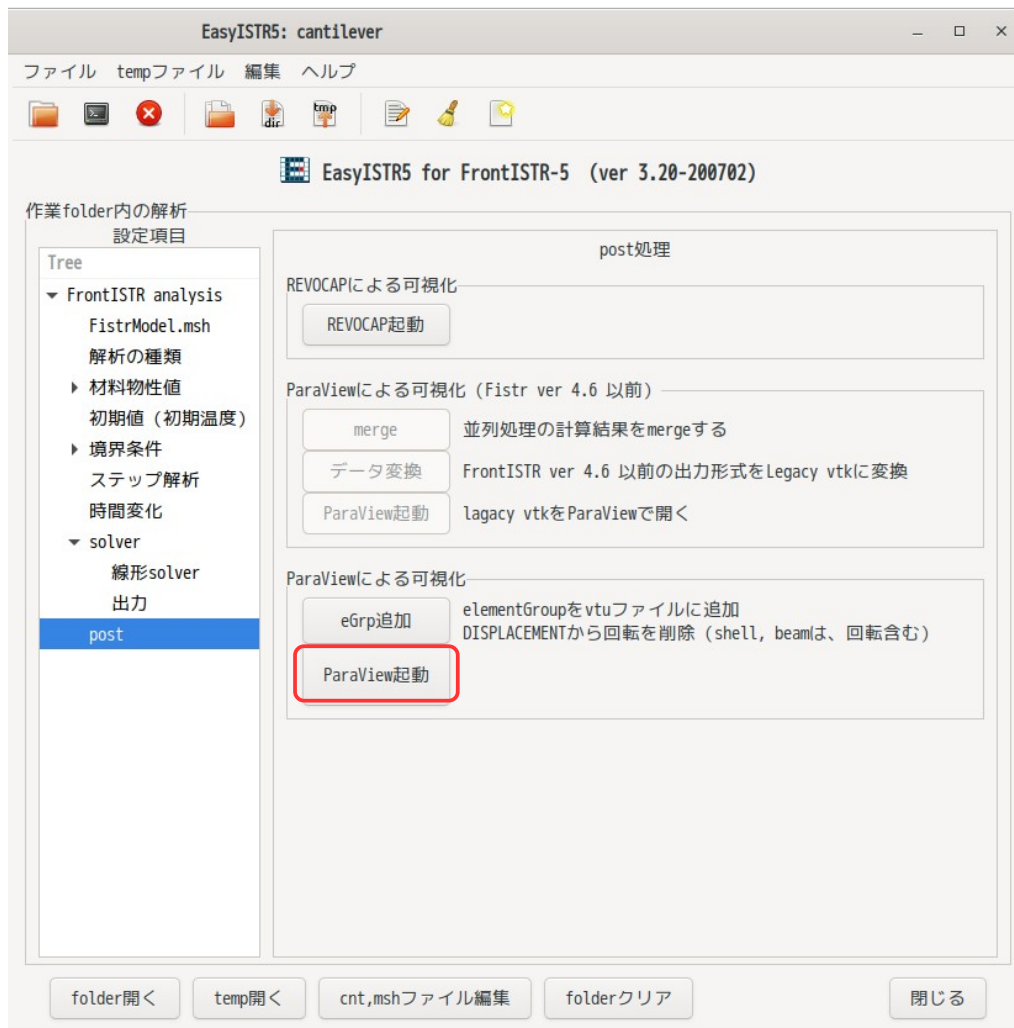 EasyISTR5: cantilever
ファイル tempファイル 編集 ヘルプ
dir tmp
EasyISTR5 for FrontISTR-5 (ver 3.20-200702)
作業folder内の解析
設定項目
Tree
FrontISTR analysis
FistrModel.msh
解析の種類
材料物性値
初期値 (初期温度)
境界条件
ステップ解析
時間変化
solver
線形solver
出力
post
post処理
REVOCAPによる可視化
REVOCAP起動
ParaViewによる可視化 (Fistr ver 4.6 以前)
merge 並列処理の計算結果をmergeする
データ変換 FrontISTR ver 4.6 以前の出力形式をLegacy vtkに変換
ParaView起動 lagacy vtkをParaViewで開く
ParaViewによる可視化
eGrp追加 elementGroupをvtuファイルに追加
DISPLACEMENTから回転を削除 (shell, beamは、回転含む)
ParaView起動
folder開く temp開く cnt,mshファイル編集 folderクリア 閉じる